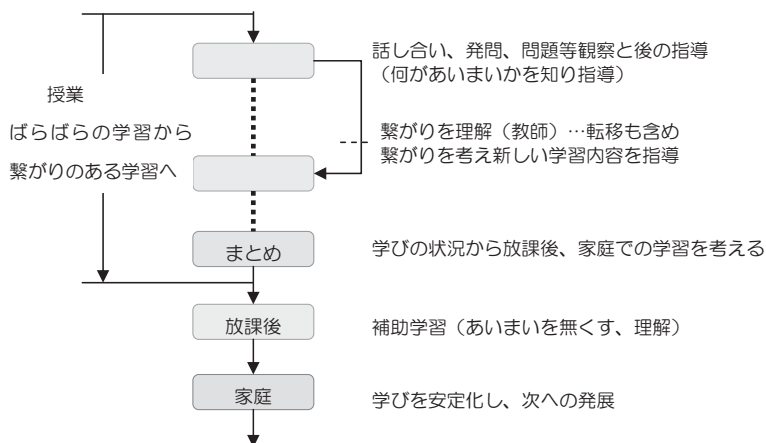 話し合い、発問、問題等観察と後の指導
（何があいまいかを知り指導）
授業
ばらばらの学習から
繋がりのある学習へ
繋がりを理解（教師）…転移も含め
繋がりを考え新しい学習内容を指導
まとめ
学びの状況から放課後、家庭での学習を考える
放課後
補助学習（あいまいを無くす、理解）
家庭
学びを安定化し、次への発展